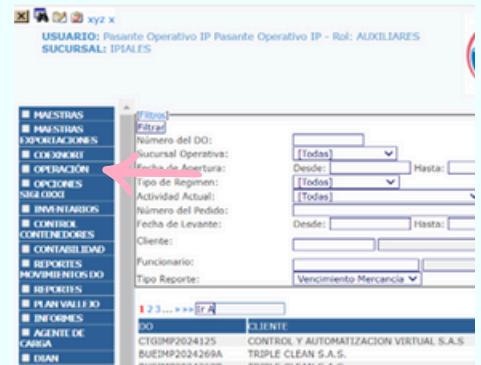 xyz x
USUARIO: Pasante Operativo IP Pasante Operativo IP - Rol: AUXILIARES
SUCURSAL: IPIALES
MAESTRAS
MAESTRAS EXPORTACIONES
COEXNORT
OPERACIÓN
OPCIONES SIGLOXXI
INVENTARIOS
CONTROL CONTENEDORES
CONTABILIDAD
REPORTES MOVIMIENTOS DO
REPORTES
PLAN VALLEJO
INFORMES
AGENTE DE CARGA
DIAN
[Filtros]
Filtrar
Número del DO:
Sucursal Operativa: [Todas]
Fecha de Apertura: Desde: Hasta:
Tipo de Regimen: [Todos]
Actividad Actual: [Todas]
Número del Pedido:
Fecha de Levante: Desde: Hasta:
Cliente:
Funcionario:
Tipo Reporte: Vencimiento Mercancia
1 2 3 ... » »» Ir A
DO CLIENTE
CTGIMP2024125 CONTROL Y AUTOMATIZACION VIRTUAL S.A.S
BUEIMP2024269A TRIPLE CLEAN S.A.S.